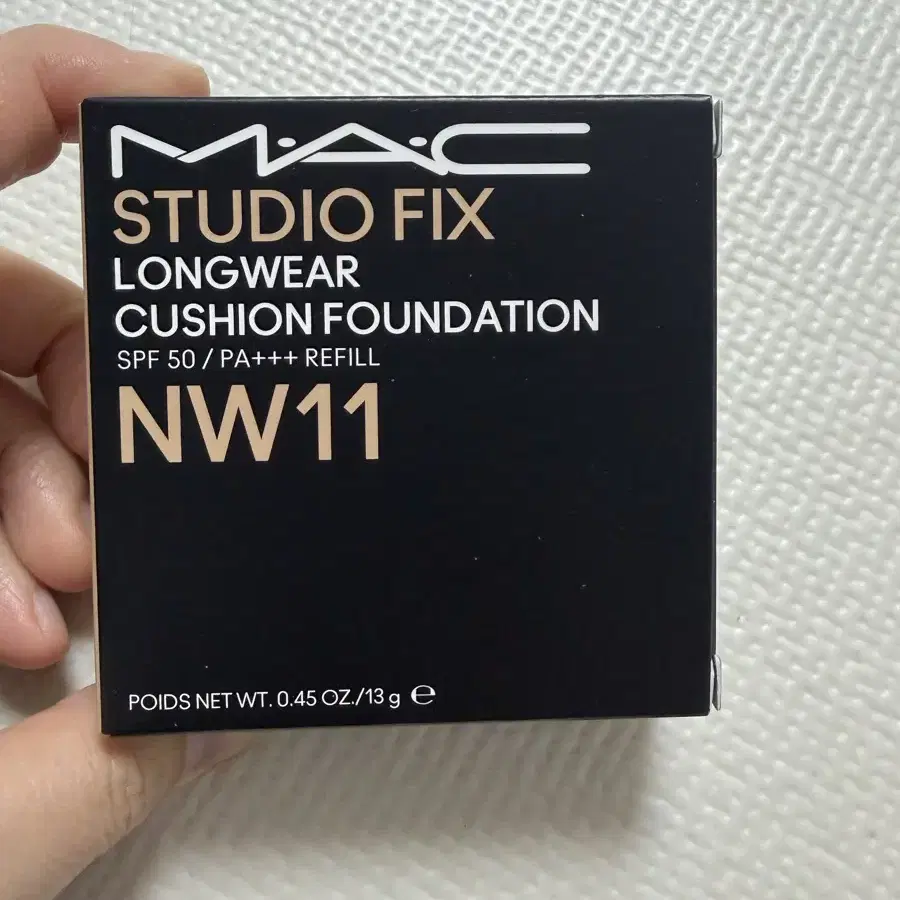 M·A·C
STUDIO FIX
LONGWEAR
CUSHION FOUNDATION
SPF 50 / PA+++ REFILL
NW11
POIDS NET WT. 0.45 OZ./13 g ℮